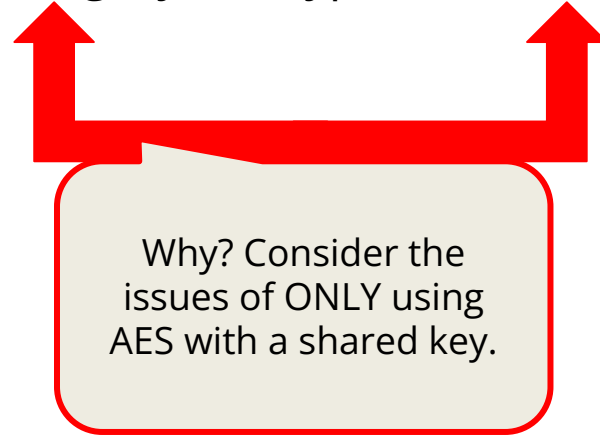 Why? Consider the
issues of ONLY using
AES with a shared key.